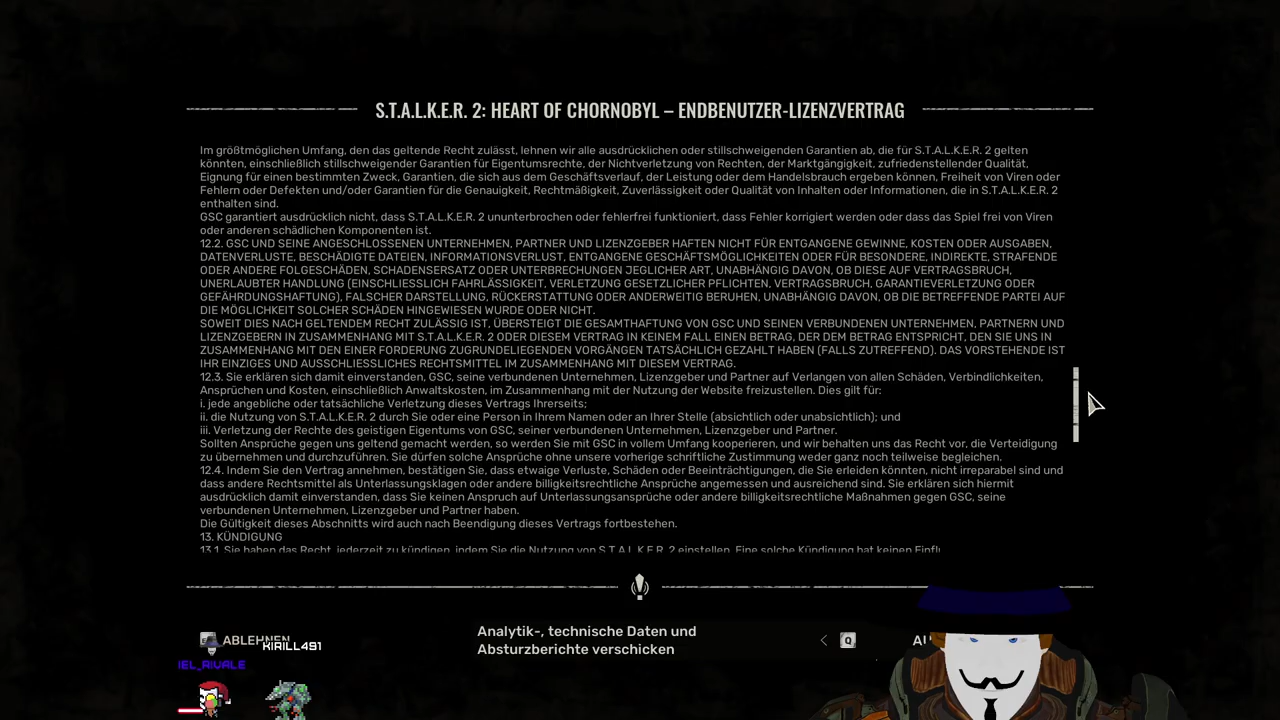 S.T.A.L.K.E.R. 2: HEART OF CHORNOBYL – ENDBENUTZER-LIZENZVERTRAG
Im größtmöglichen Umfang, den das geltende Recht zulässt, lehnen wir alle ausdrücklichen oder stillschweigenden Garantien ab, die für S.T.A.L.K.E.R. 2 gelten
könnten, einschließlich stillschweigender Garantien für Eigentumsrechte, der Nichtverletzung von Rechten, der Marktgängigkeit, zufriedenstellender Qualität,
Eignung für einen bestimmten Zweck, Garantien, die sich aus dem Geschäftsverlauf, der Leistung oder dem Handelsbrauch ergeben können, Freiheit von Viren oder
Fehlern oder Defekten und/oder Garantien für die Genauigkeit, Rechtmäßigkeit, Zuverlässigkeit oder Qualität von Inhalten oder Informationen, die in S.T.A.L.K.E.R. 2
enthalten sind.
GSC garantiert ausdrücklich nicht, dass S.T.A.L.K.E.R. 2 ununterbrochen oder fehlerfrei funktioniert, dass Fehler korrigiert werden oder dass das Spiel frei von Viren
oder anderen schädlichen Komponenten ist.
12.2. GSC UND SEINE ANGESCHLOSSENEN UNTERNEHMEN, PARTNER UND LIZENZGEBER HAFTEN NICHT FÜR ENTGANGENE GEWINNE, KOSTEN ODER AUSGABEN,
DATENVERLUSTE, BESCHÄDIGTE DATEIEN, INFORMATIONSVERLUST, ENTGANGENE GESCHÄFTSMÖGLICHKEITEN ODER FÜR BESONDERE, INDIREKTE, STRAFENDE
ODER ANDERE FOLGESCHÄDEN, SCHADENSERSATZ ODER UNTERBRECHUNGEN JEGLICHER ART, UNABHÄNGIG DAVON, OB DIESE AUF VERTRAGSBRUCH,
UNERLAUBTER HANDLUNG (EINSCHLIESSLICH FAHRLÄSSIGKEIT, VERLETZUNG GESETZLICHER PFLICHTEN, VERTRAGSBRUCH, GARANTIEVERLETZUNG ODER
GEFÄHRDUNGSHAFTUNG), FALSCHER DARSTELLUNG, RÜCKERSTATTUNG ODER ANDERWEITIG BERUHEN, UNABHÄNGIG DAVON, OB DIE BETREFFENDE PARTEI AUF
DIE MÖGLICHKEIT SOLCHER SCHÄDEN HINGEWIESEN WURDE ODER NICHT.
SOWEIT DIES NACH GELTENDEM RECHT ZULÄSSIG IST, ÜBERSTEIGT DIE GESAMTHAFTUNG VON GSC UND SEINEN VERBUNDENEN UNTERNEHMEN, PARTNERN UND
LIZENZGEBERN IN ZUSAMMENHANG MIT S.T.A.L.K.E.R. 2 ODER DIESEM VERTRAG IN KEINEM FALL EINEN BETRAG, DER DEM BETRAG ENTSPRICHT, DEN SIE UNS IN
ZUSAMMENHANG MIT DEN EINER FORDERUNG ZUGRUNDELIEGENDEN VORGÄNGEN TATSÄCHLICH GEZAHLT HABEN (FALLS ZUTREFFEND). DAS VORSTEHENDE IST
IHR EINZIGES UND AUSSCHLIESSLICHES RECHTSMITTEL IM ZUSAMMENHANG MIT DIESEM VERTRAG.
12.3. Sie erklären sich damit einverstanden, GSC, seine verbundenen Unternehmen, Lizenzgeber und Partner auf Verlangen von allen Schäden, Verbindlichkeiten,
Ansprüchen und Kosten, einschließlich Anwaltskosten, im Zusammenhang mit der Nutzung der Website freizustellen. Dies gilt für:
i. jede angebliche oder tatsächliche Verletzung dieses Vertrags Ihrerseits;
ii. die Nutzung von S.T.A.L.K.E.R. 2 durch Sie oder eine Person in Ihrem Namen oder an Ihrer Stelle (absichtlich oder unabsichtlich); und
iii. Verletzung der Rechte des geistigen Eigentums von GSC, seiner verbundenen Unternehmen, Lizenzgeber und Partner.
Sollten Ansprüche gegen uns geltend gemacht werden, so werden Sie mit GSC in vollem Umfang kooperieren, und wir behalten uns das Recht vor, die Verteidigung
zu übernehmen und durchzuführen. Sie dürfen solche Ansprüche ohne unsere vorherige schriftliche Zustimmung weder ganz noch teilweise begleichen.
12.4. Indem Sie den Vertrag annehmen, bestätigen Sie, dass etwaige Verluste, Schäden oder Beeinträchtigungen, die Sie erleiden könnten, nicht irreparabel sind und
dass andere Rechtsmittel als Unterlassungsklagen oder andere billigkeitsrechtliche Ansprüche angemessen und ausreichend sind. Sie erklären sich hiermit
ausdrücklich damit einverstanden, dass Sie keinen Anspruch auf Unterlassungsansprüche oder andere billigkeitsrechtliche Maßnahmen gegen GSC, seine
verbundenen Unternehmen, Lizenzgeber und Partner haben.
Die Gültigkeit dieses Abschnitts wird auch nach Beendigung dieses Vertrags fortbestehen.
13. KÜNDIGUNG
13.1. Sie haben das Recht, jederzeit zu kündigen, indem Sie die Nutzung von S.T.A.L.K.E.R. 2 einstellen. Eine solche Kündigung hat keinen
ABLEHNEN
KIRILL491
IEL_RIVALE
Analytik-, technische Daten und
Absturzberichte verschicken
Q